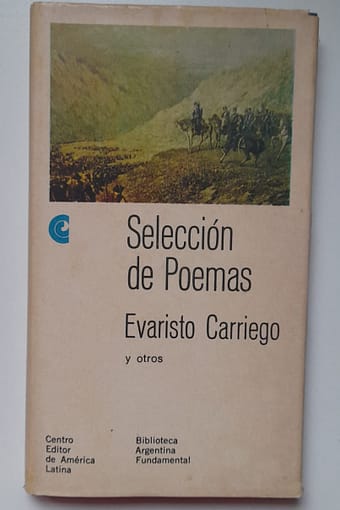 Selección
de Poemas
Evaristo Carriego
y otros
Centro
Editor
de América
Latina
Biblioteca
Argentina
Fundamental